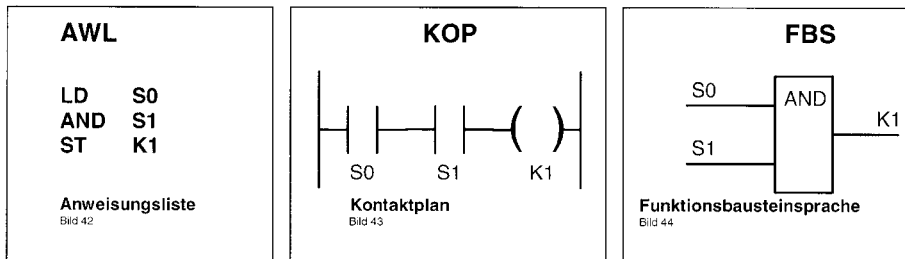 AWL
LD S0
AND S1
ST K1
Anweisungsliste
Bild 42
KOP
S0 S1 K1
Kontaktplan
Bild 43
FBS
S0
AND
K1
S1
Funktionsbausteinsprache
Bild 44